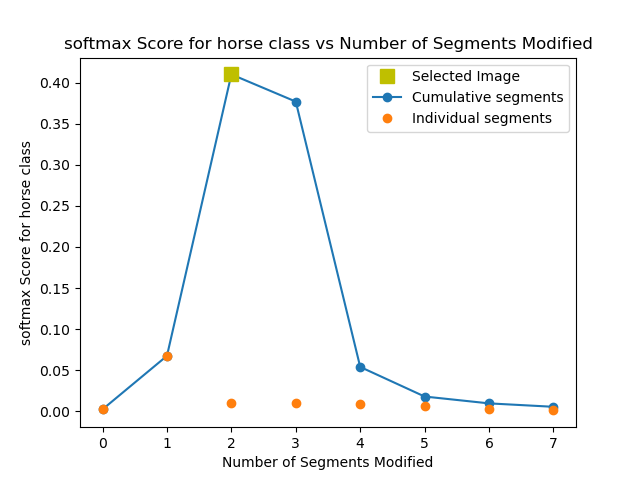 softmax Score for horse class vs Number of Segments Modified
softmax Score for horse class
0.40
0.35
0.30
0.25
0.20
0.15
0.10
0.05
0.00
Selected Image
Cumulative segments
Individual segments
0 1 2 3 4 5 6 7
Number of Segments Modified